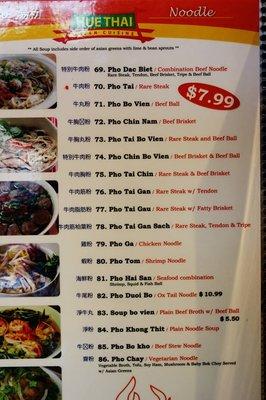 HUE THAI
ASIAN CUISINE
Noodle
** All Soup includes side order of asian greens with lime & bean sprouts **
特別牛肉粉 69. Pho Dac Biet / Combination Beef Noodle
Rare Steak, Tendon, Beef Brisket, Tripe & Beef Ball
牛肉粉 70. Pho Tai / Rare Steak
$7.99
牛丸粉 71. Pho Bo Vien / Beef Ball
72. Pho Chin Nam / Beef Brisket
73. Pho Tai Bo Vien / Rare Steak and Beef Ball
74. Pho Chin Bo Vien / Beef Brisket & Beef Ball
75. Pho Tai Chin / Rare Steak & Beef Brisket
牛肉筋粉 76. Pho Tai Gan / Rare Steak w/ Tendon
77. Pho Tai Gau / Rare Steak w/ Fatty Brisket
78. Pho Tai Gan Sach / Rare Steak, Tendon & Tripe
雞粉 79. Pho Ga / Chicken Noodle
蝦粉 80. Pho Tom / Shrimp Noodle
海鮮粉 81. Pho Hai San / Seafood combination
Shrimp, Squid & Fish Ball
牛尾粉 82. Pho Duoi Bo / Ox Tail Noodle $ 10.99
淨牛丸 83. Soup bo vien / Plain Beef Broth w/ Beef Ball
$ 5.50
淨粉 84. Pho Khong Thit / Plain Noodle Soup
85. Pho Bo kho / Beef Stew Noodle
齋粉 86. Pho Chay / Vegetarian Noodle
Vegetable Broth, Tofu, Soy Ham, Mushroom & Baby Bok Choy Served
w/ Asian Greens